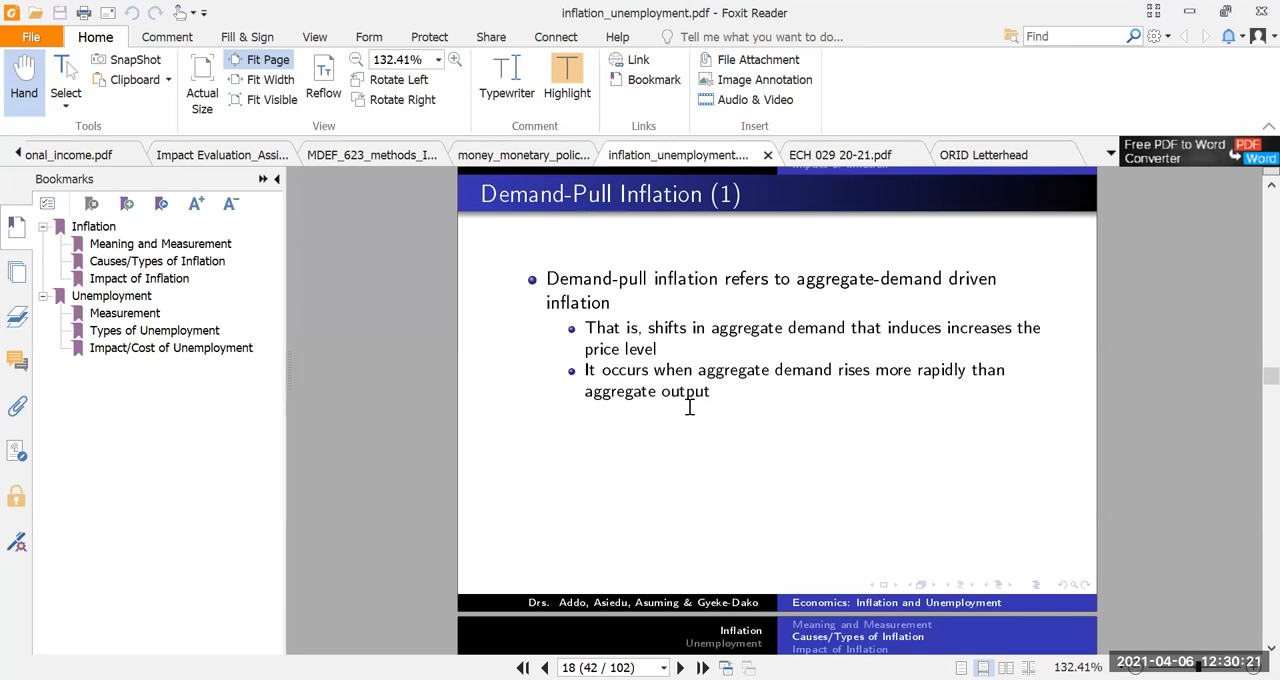 inflation_unemployment.pdf - Foxit Reader
File Home Comment Fill & Sign View Form Protect Share Connect Help Tell me what you want to do... Find
Hand
Select
SnapShot
Clipboard
Tools
Actual
Size
Fit Page
Fit Width
Fit Visible
Reflow
132.41%
Rotate Left
Rotate Right
View
Typewriter
Highlight
Comment
Link
Bookmark
Links
File Attachment
Image Annotation
Audio & Video
Insert
onal_income.pdf Impact Evaluation_Assi... MDEF_623_methods_I... money_monetary_polic... inflation_unemployment.... ECH 029 20-21.pdf ORID Letterhead
Free PDF to Word PDF
Converter Word
Bookmarks
Inflation
Meaning and Measurement
Causes/Types of Inflation
Impact of Inflation
Unemployment
Measurement
Types of Unemployment
Impact/Cost of Unemployment
Demand-Pull Inflation (1)
Demand-pull inflation refers to aggregate-demand driven
inflation
That is, shifts in aggregate demand that induces increases the
price level
It occurs when aggregate demand rises more rapidly than
aggregate output
Drs. Addo, Asiedu, Asuming & Gyeke-Dako Economics: Inflation and Unemployment
Inflation
Unemployment
Meaning and Measurement
Causes/Types of Inflation
Impact of Inflation
18 (42 / 102)
132.41%
2021-04-06 12:30:21